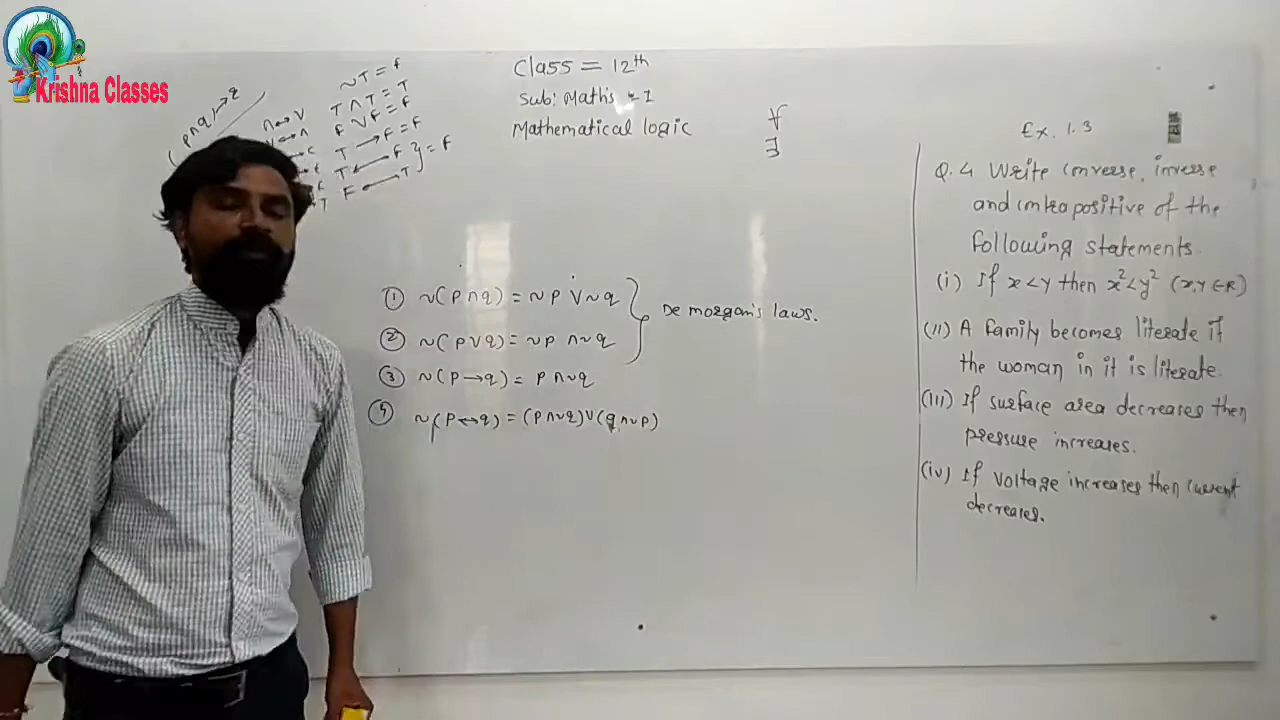 Krishna Classes
Class = 12th
Sub: Maths - 1
Mathematical logic
∀
∃
(p∧q)→q
∧↔∨
∼T = F
T ∧ T = T
F ∨ F = F
T → F = F
T ↔ F } = F
F ↔ T
① ∼(p∧q) = ∼p ∨ ∼q
② ∼(p∨q) = ∼p ∧∼q
De morgan's laws.
③ ∼(p→q) = p∧∼q
④ ∼(p↔q) = (p∧∼q)∨(q∧∼p)
Ex. 1.3
Q.4 Write converse, inverse
and contrapositive of the
following statements.
(i) If x<y then x²<y² (x,y∈R)
(ii) A family becomes literate if
the woman in it is literate.
(iii) If surface area decreases then
pressure increases.
(iv) If voltage increases then current
decreases.